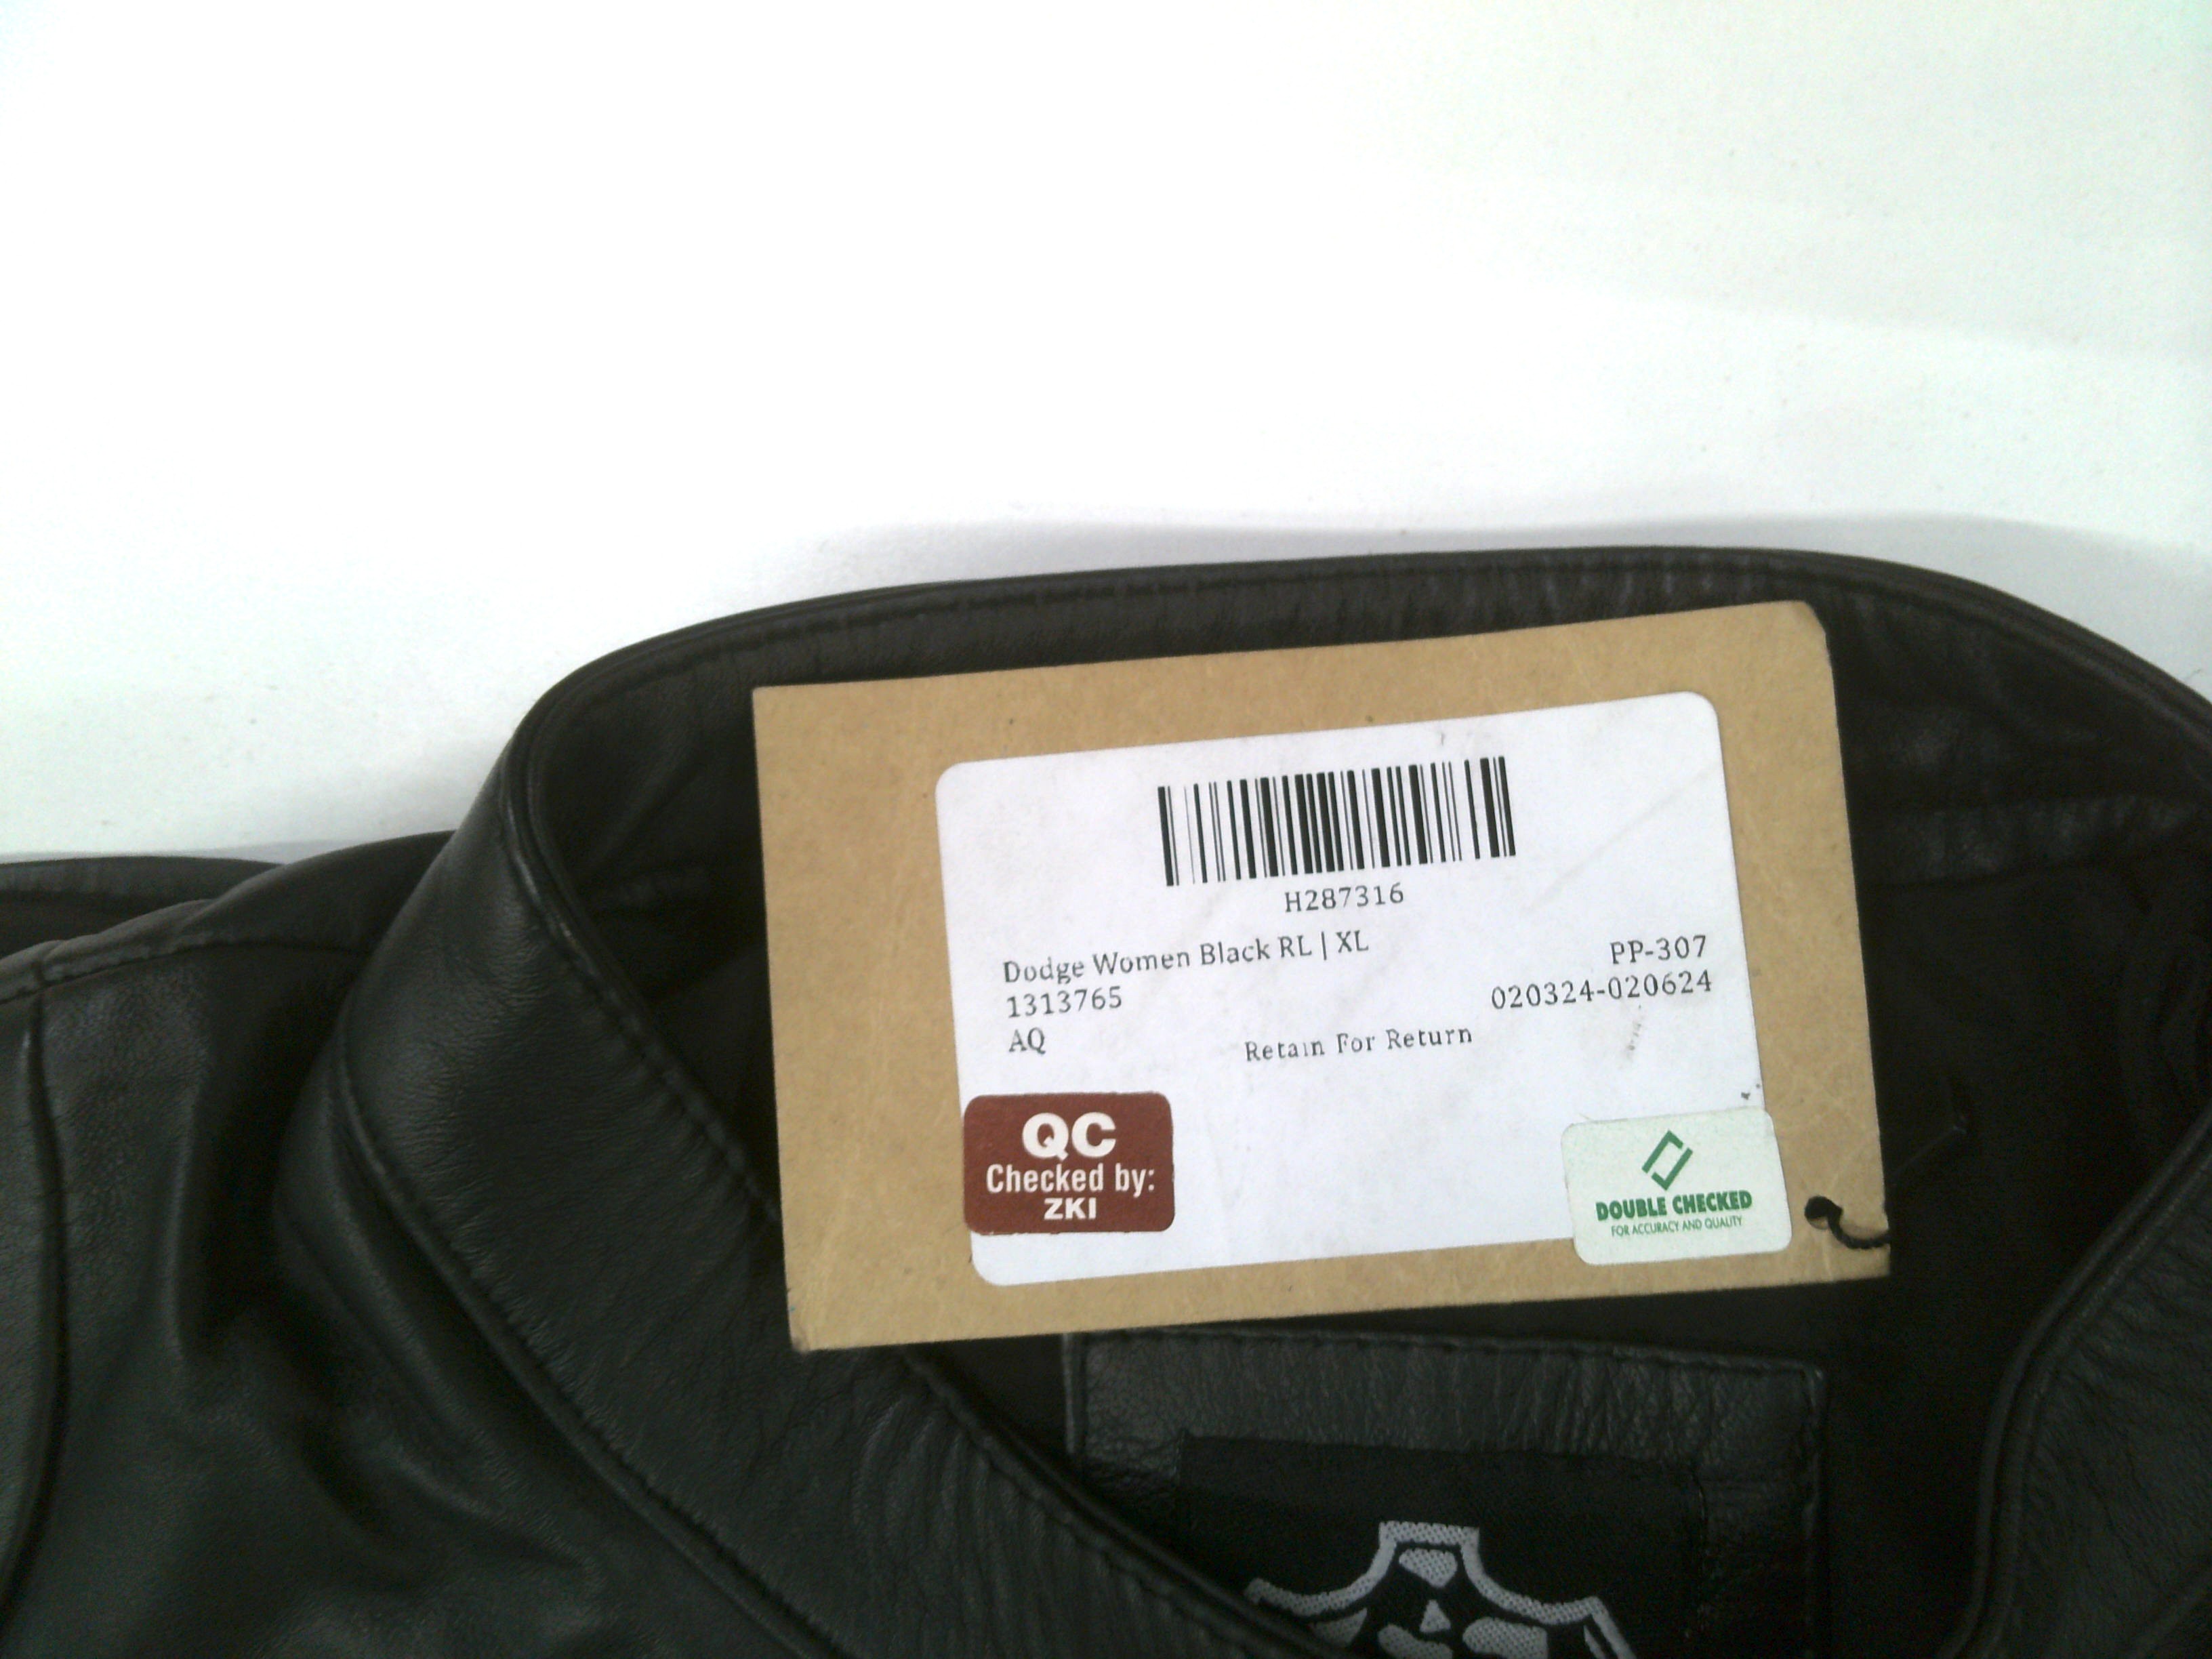 H287316
Dodge Women Black RL | XL
PP-307
1313765
020324-020624
AQ
Retain For Return
QC
Checked by:
ZKI
DOUBLE CHECKED
FOR ACCURACY AND QUALITY